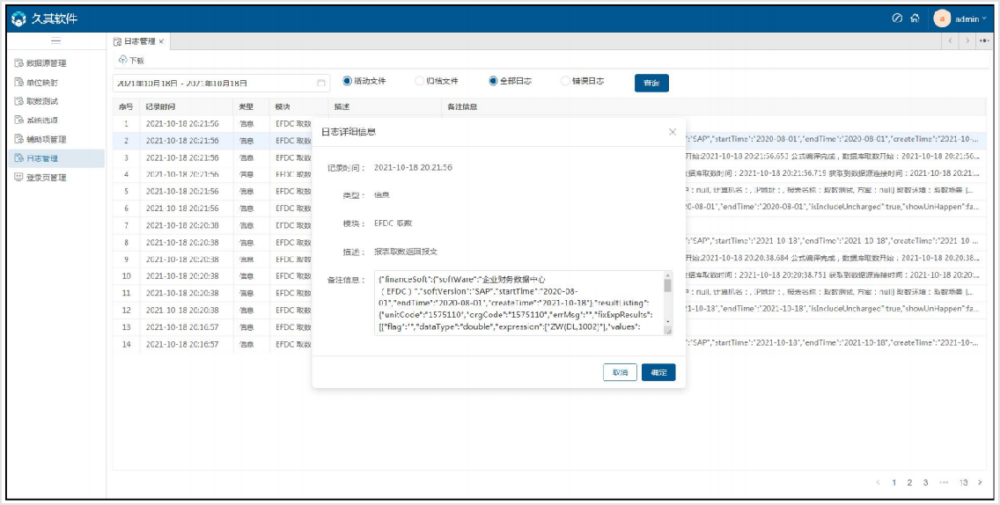 久其软件
admin
日志管理 ×
数据源管理
单位映射
取数测试
系统选项
辅助项管理
日志管理
登录页管理
下载
2021年10月18日 - 2021年10月18日
活动文件 归档文件 全部日志 错误日志 查询
序号 记录时间 类型 模块 描述 备注信息
1 2021-10-18 20:21:56 信息 EFDC 取数
2 2021-10-18 20:21:56 信息 EFDC 取数 ":"SAP","startTime":"2020-08-01","endTime":"2020-08-01","createTime":"2021-10-...
3 2021-10-18 20:21:56 信息 EFDC 取数 开始:2021-10-18 20:21:56.653 公式编译完成，数据库取数开始：2021-10-18 20:21:56...
4 2021-10-18 20:21:56 信息 EFDC 取数 据库取数时间：2021-10-18 20:21:56.719 获取到数据源连接时间：2021-10-18 20:21:...
5 2021-10-18 20:21:56 信息 EFDC 取数 : null, 计算机名：, IP地址：, 报表名称：取数测试, 方案：null] 取数环境：取数场景 [...
6 2021-10-18 20:21:56 信息 EFDC 取数 20-08-01","endTime":"2020-08-01","isIncludeUncharged":true,"showUnHappen":fa...
7 2021-10-18 20:20:38 信息 EFDC 取数
8 2021-10-18 20:20:38 信息 EFDC 取数 ":"SAP","startTime":"2021-10-18","endTime":"2021-10-18","createTime":"2021-10-...
9 2021-10-18 20:20:38 信息 EFDC 取数 开始:2021-10-18 20:20:38.684 公式编译完成，数据库取数开始：2021-10-18 20:20:38...
10 2021-10-18 20:20:38 信息 EFDC 取数 据库取数时间：2021-10-18 20:20:38.751 获取到数据源连接时间：2021-10-18 20:20:...
11 2021-10-18 20:20:38 信息 EFDC 取数 : null, 计算机名：, IP地址：, 报表名称：取数测试, 方案：null] 取数环境：取数场景 [...
12 2021-10-18 20:20:38 信息 EFDC 取数 21-10-18","endTime":"2021-10-18","isIncludeUncharged":true,"showUnHappen":fa...
13 2021-10-18 20:16:57 信息 EFDC 取数
14 2021-10-18 20:16:57 信息 EFDC 取数 ":"SAP","startTime":"2021-10-18","endTime":"2021-10-18","createTime":"2021-10-...
日志详细信息 ×
记录时间： 2021-10-18 20:21:56
类型： 信息
模块： EFDC 取数
描述： 报表取数返回报文
备注信息： {"financeSoft":{"softWare":"企业财务数据中心
（EFDC）","softVersion":"SAP","startTime":"2020-08-
01","endTime":"2020-08-01","createTime":"2021-10-18"},"resultListing":
{"unitCode":"1575110","orgCode":"1575110","errMsg":"","fixExpResults":
[{"flag":"","dataType":"double","expression":["ZW(DL,1002)"],"values":
取消 确定
< 1 2 3 ••• 13 >